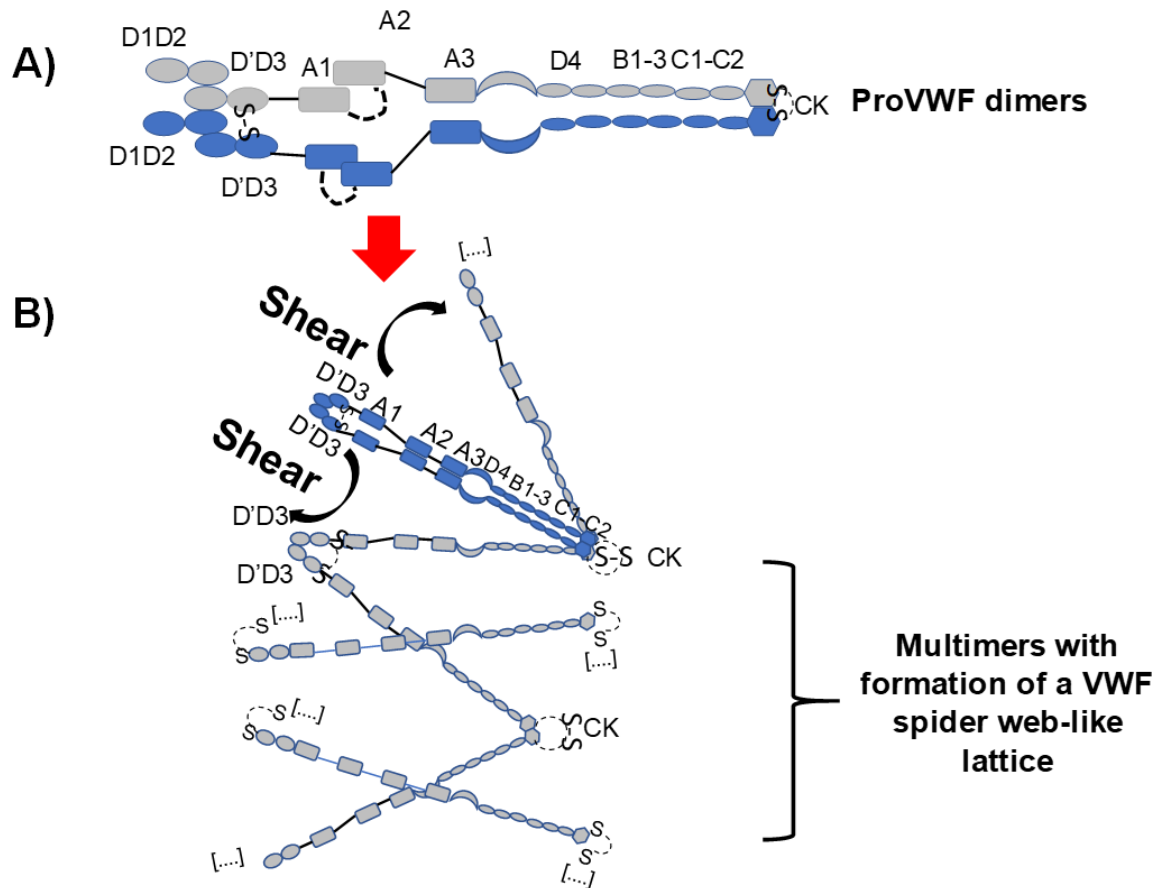 A)
D1D2
D'D3
A1
A2
A3
D4
B1-3
C1-C2
S-S
S
S
CK
ProVWF dimers
D1D2
D'D3
B)
[....]
Shear
D'D3
A1
S-S
D'D3
A2
A3
D4
B1-3
C1
C2
Shear
D'D3
S-S CK
S-
S
D'D3
S
[....]
S
S
S
[....]
Multimers with
formation of a VWF
spider web-like
lattice
S
[....]
S
S
S
CK
S
S
[....]
[....]